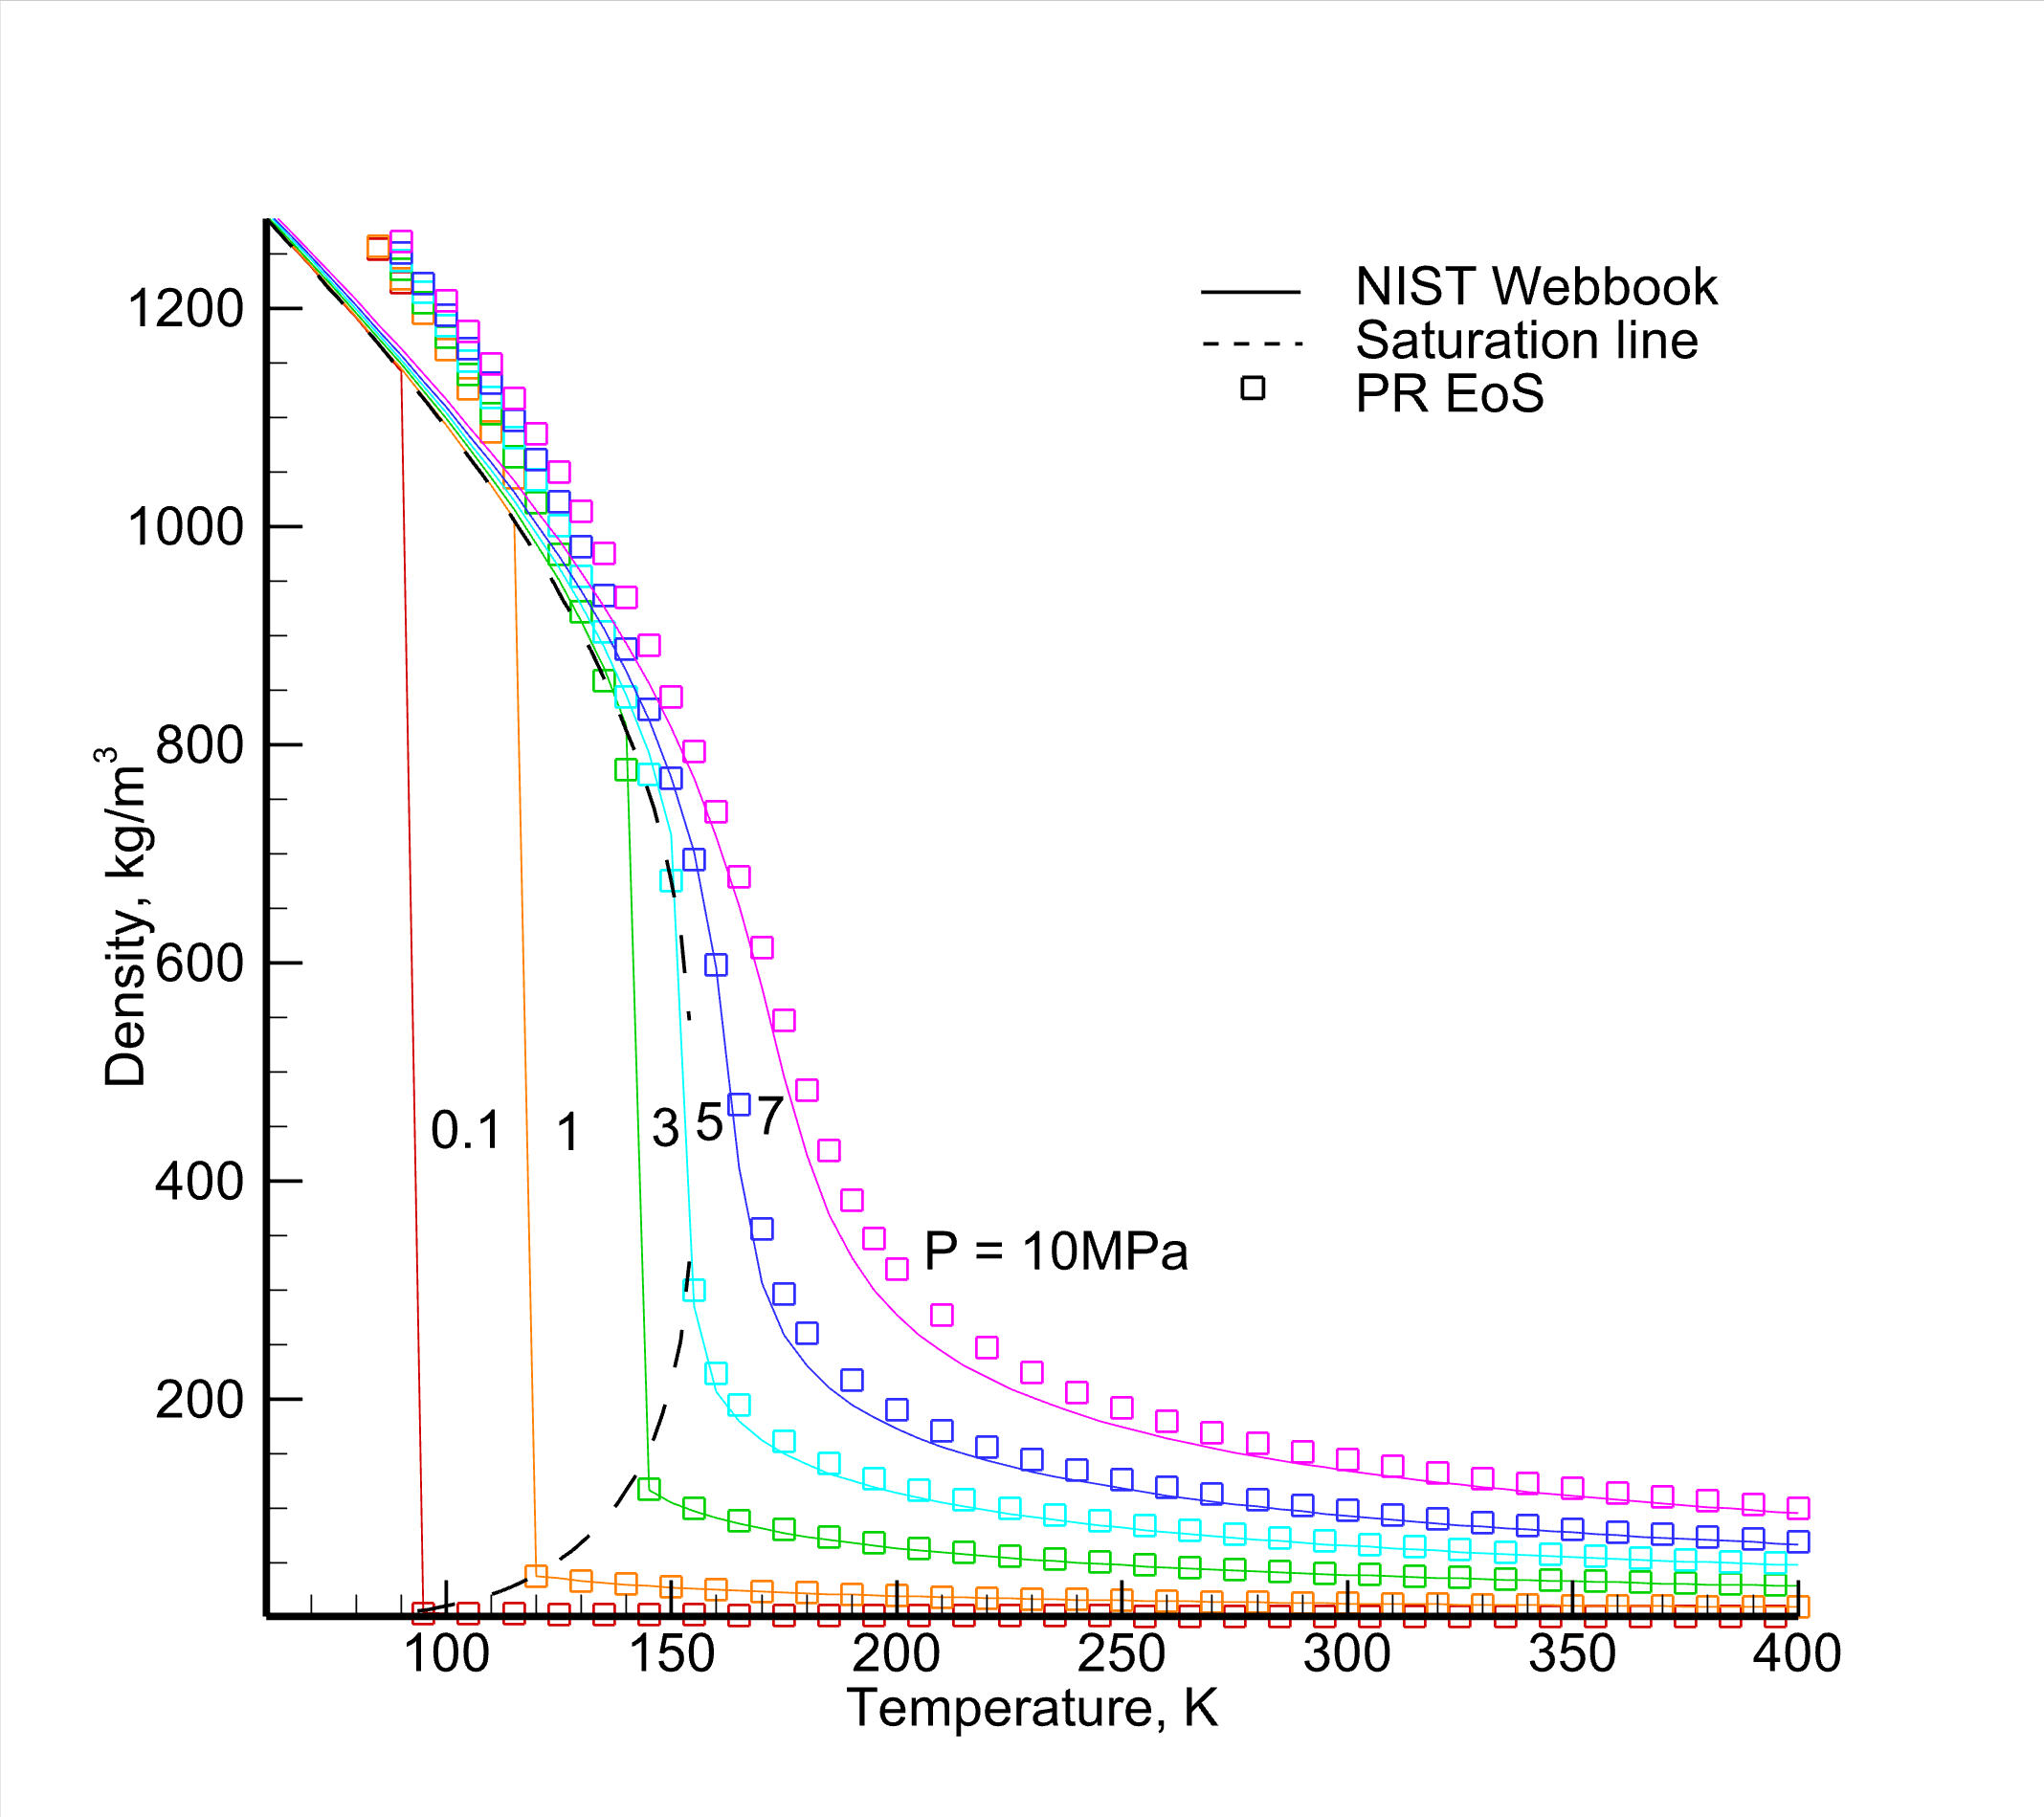 NIST Webbook
Saturation line
PR EoS
Density, kg/m³
1200
1000
800
600
400
200
0.1
1
3
5
7
P = 10MPa
100 150 200 250 300 350 400
Temperature, K